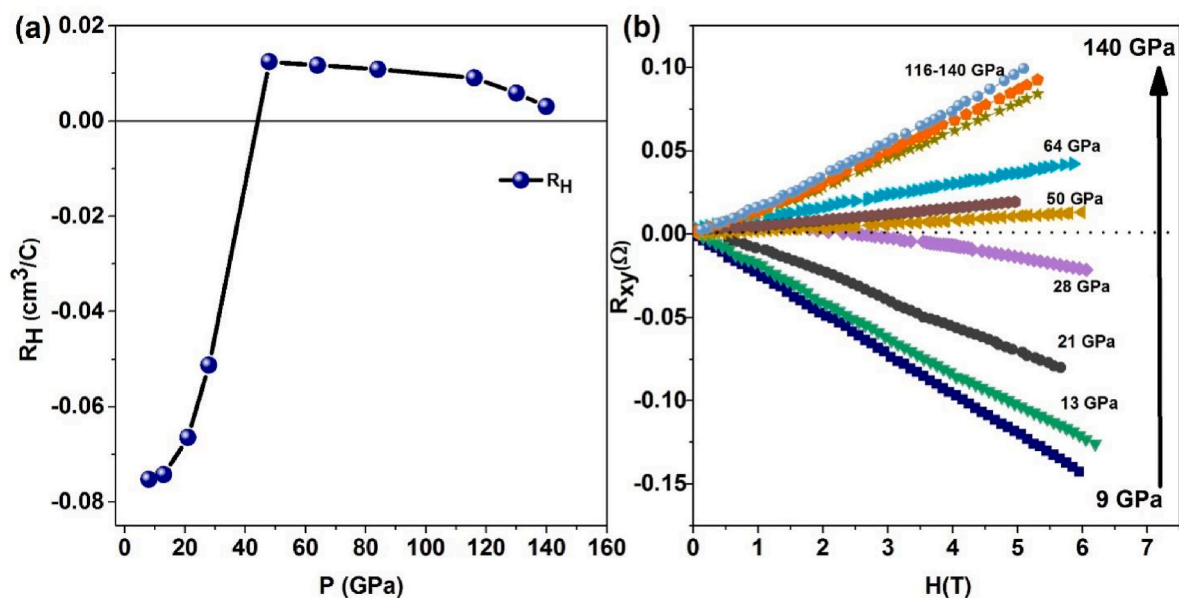 (a)
0.02
0.00
-0.02
-0.04
-0.06
-0.08
R_H (cm³/C)
R_H
0 20 40 60 80 100 120 140 160
P (GPa)
(b)
0.10
0.05
0.00
-0.05
-0.10
-0.15
R_xy(Ω)
140 GPa
116-140 GPa
64 GPa
50 GPa
28 GPa
21 GPa
13 GPa
9 GPa
0 1 2 3 4 5 6 7
H(T)